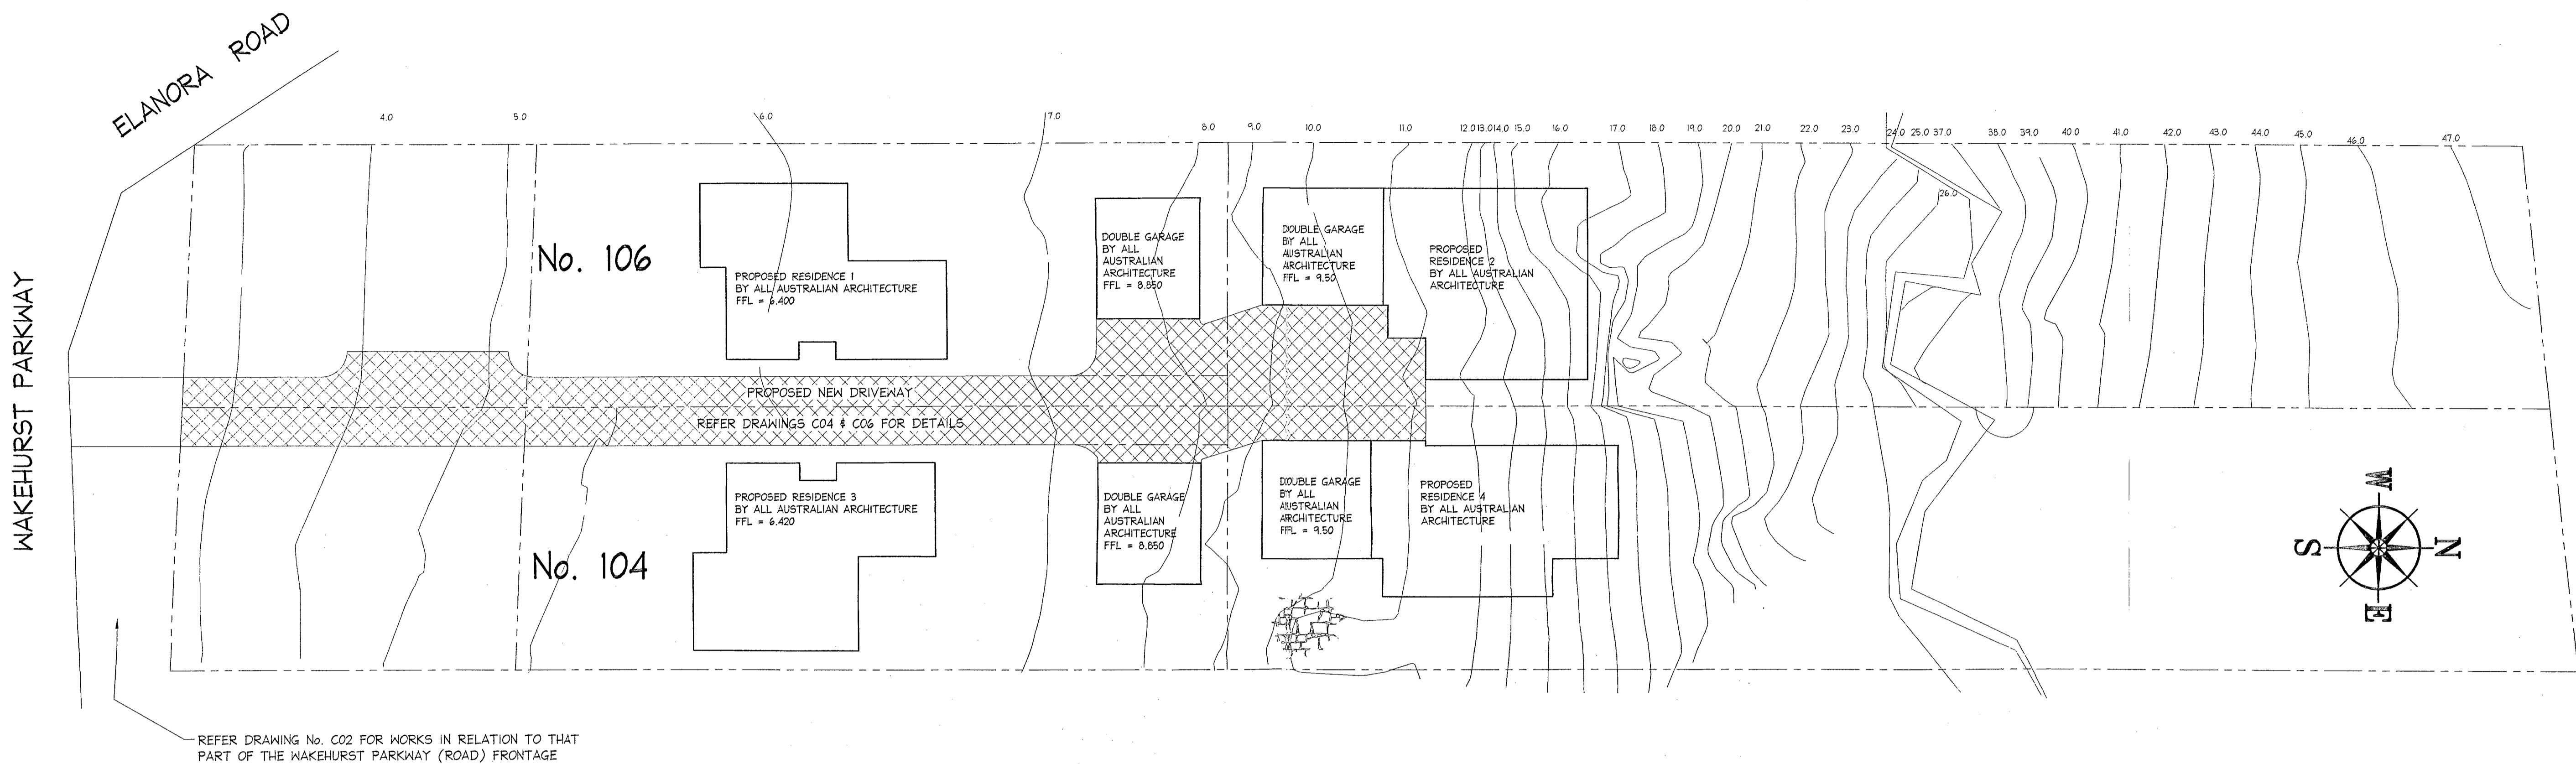 ELANORA ROAD
WAKEHURST PARKWAY
4.0 5.0 6.0 7.0 8.0 9.0 10.0 11.0 12.0 13.0 14.0 15.0 16.0 17.0 18.0 19.0 20.0 21.0 22.0 23.0 24.0 25.0 37.0 38.0 39.0 40.0 41.0 42.0 43.0 44.0 45.0 46.0 47.0
26.0
No. 106
PROPOSED RESIDENCE 1
BY ALL AUSTRALIAN ARCHITECTURE
FFL = 6.400
DOUBLE GARAGE
BY ALL
AUSTRALIAN
ARCHITECTURE
FFL = 8.850
DOUBLE GARAGE
BY ALL
AUSTRALIAN
ARCHITECTURE
FFL = 9.50
PROPOSED
RESIDENCE 2
BY ALL AUSTRALIAN
ARCHITECTURE
PROPOSED NEW DRIVEWAY
REFER DRAWINGS C04 & C06 FOR DETAILS
No. 104
PROPOSED RESIDENCE 3
BY ALL AUSTRALIAN ARCHITECTURE
FFL = 6.420
DOUBLE GARAGE
BY ALL
AUSTRALIAN
ARCHITECTURE
FFL = 8.850
DOUBLE GARAGE
BY ALL
AUSTRALIAN
ARCHITECTURE
FFL = 9.50
PROPOSED
RESIDENCE 4
BY ALL AUSTRALIAN
ARCHITECTURE
W
S
N
E
REFER DRAWING No. C02 FOR WORKS IN RELATION TO THAT
PART OF THE WAKEHURST PARKWAY (ROAD) FRONTAGE